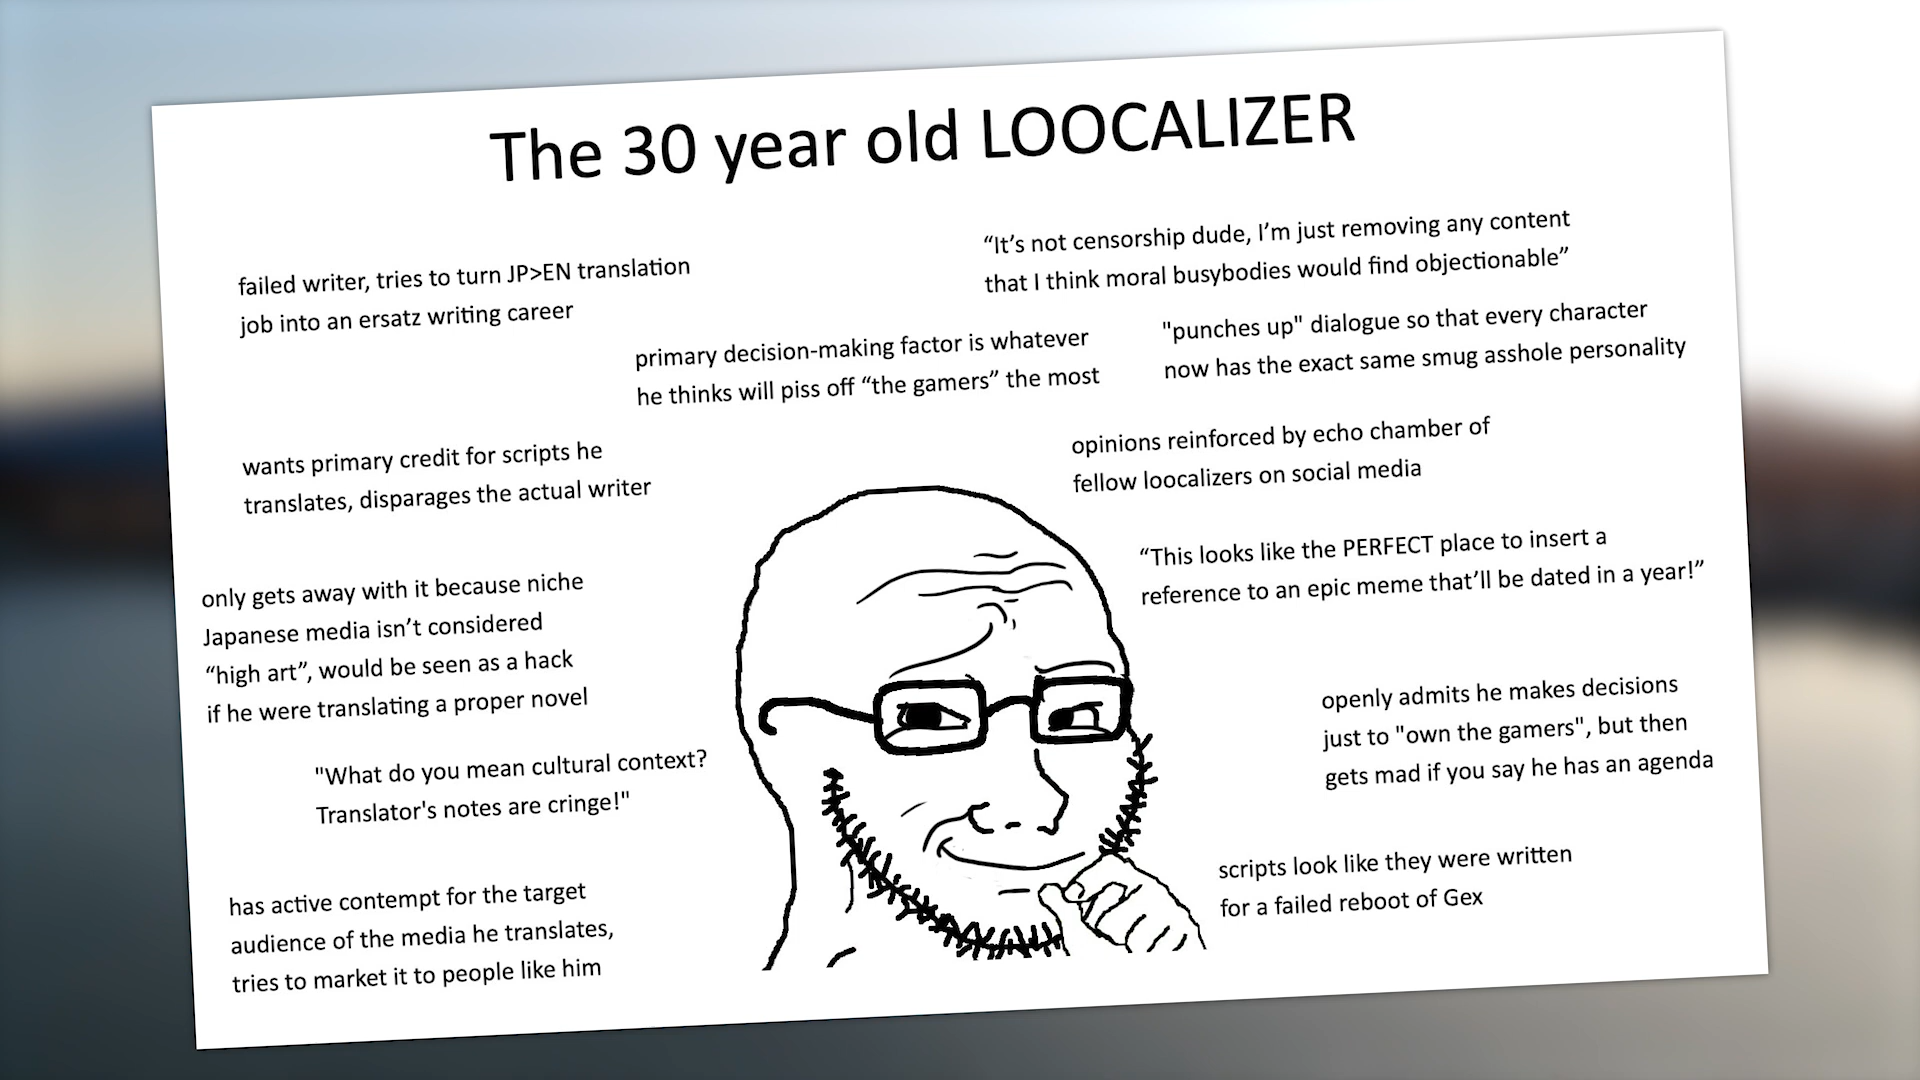 The 30 year old LOOCALIZER
failed writer, tries to turn JP>EN translation
job into an ersatz writing career
“It’s not censorship dude, I’m just removing any content
that I think moral busybodies would find objectionable”
primary decision-making factor is whatever
he thinks will piss off “the gamers” the most
"punches up" dialogue so that every character
now has the exact same smug asshole personality
wants primary credit for scripts he
translates, disparages the actual writer
opinions reinforced by echo chamber of
fellow loocalizers on social media
only gets away with it because niche
Japanese media isn’t considered
“high art”, would be seen as a hack
if he were translating a proper novel
“This looks like the PERFECT place to insert a
reference to an epic meme that’ll be dated in a year!”
"What do you mean cultural context?
Translator's notes are cringe!"
openly admits he makes decisions
just to "own the gamers", but then
gets mad if you say he has an agenda
has active contempt for the target
audience of the media he translates,
tries to market it to people like him
scripts look like they were written
for a failed reboot of Gex